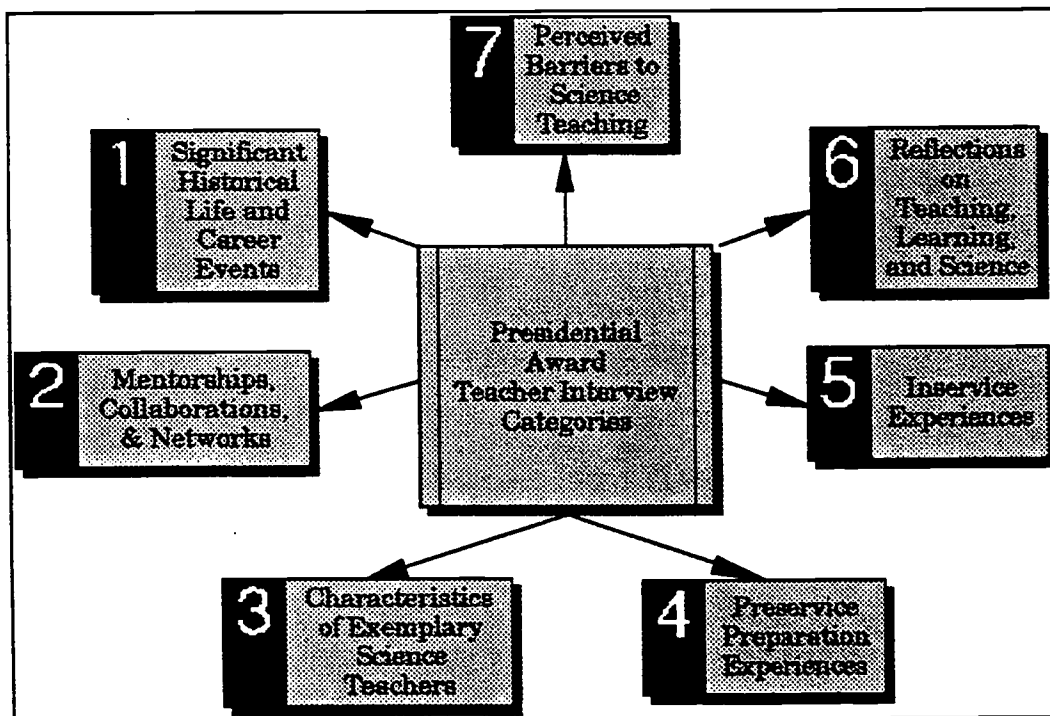 7
Perceived
Barriers to
Science
Teaching
1
Significant
Historical
Life and
Career
Events
6
Reflections
on
Teaching,
Learning,
and Science
Presidential
Award
Teacher Interview
Categories
2
Mentorships,
Collaborations,
& Networks
5
Inservice
Experiences
3
Characteristics
of Exemplary
Science
Teachers
4
Preservice
Preparation
Experiences